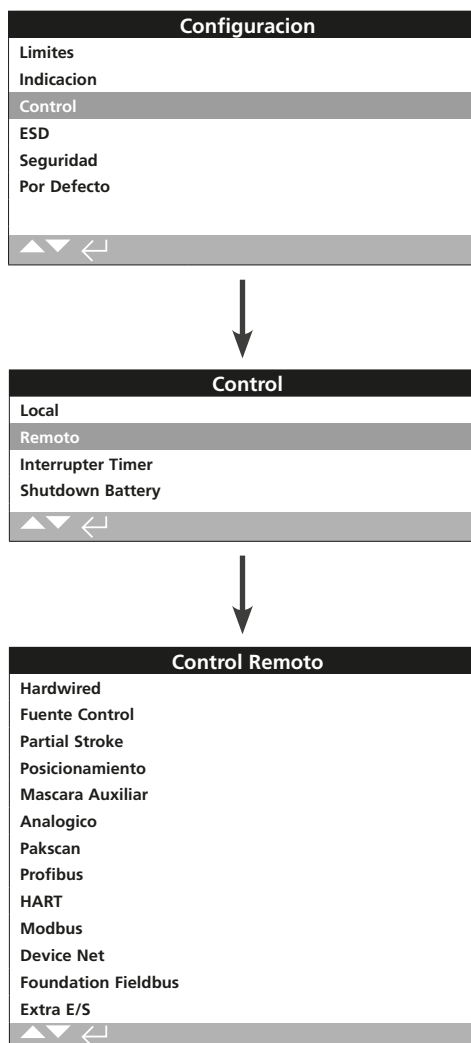 Configuracion
Limites
Indicacion
Control
ESD
Seguridad
Por Defecto
Control
Local
Remoto
Interrupter Timer
Shutdown Battery
Control Remoto
Hardwired
Fuente Control
Partial Stroke
Posicionamiento
Mascara Auxiliar
Analogico
Pakscan
Profibus
HART
Modbus
Device Net
Foundation Fieldbus
Extra E/S